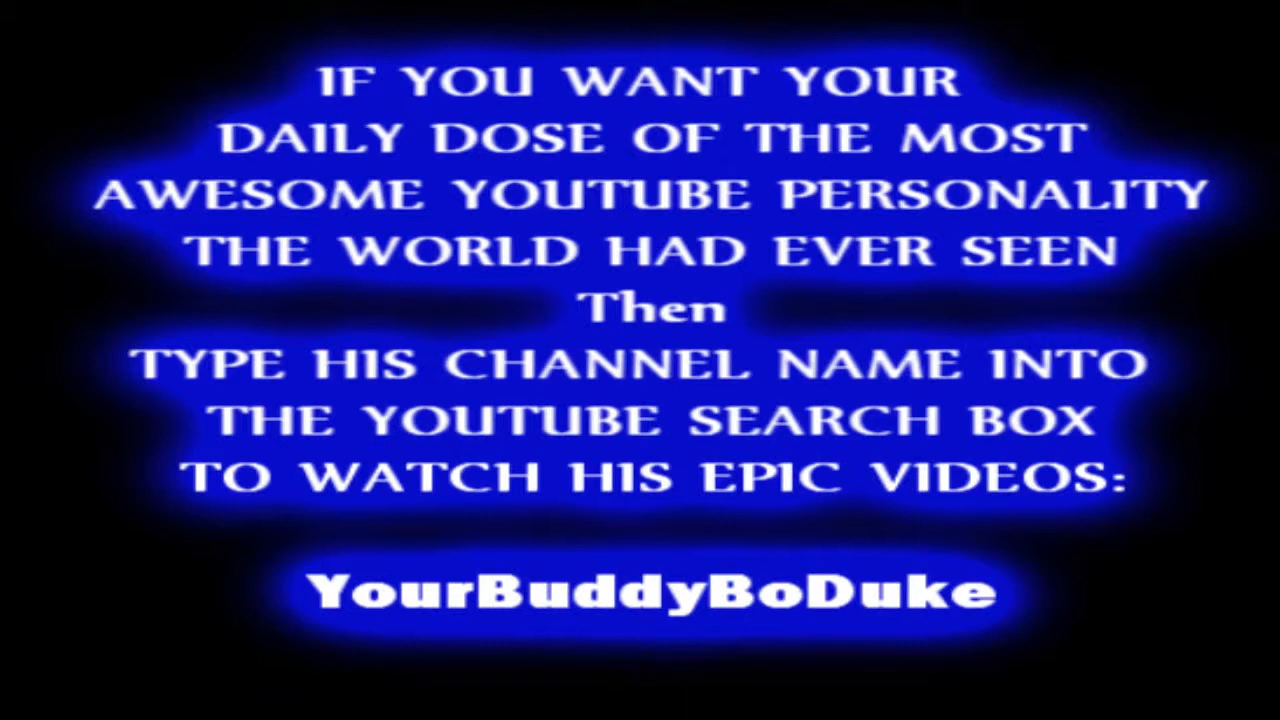 IF YOU WANT YOUR
DAILY DOSE OF THE MOST
AWESOME YOUTUBE PERSONALITY
THE WORLD HAD EVER SEEN
Then
TYPE HIS CHANNEL NAME INTO
THE YOUTUBE SEARCH BOX
TO WATCH HIS EPIC VIDEOS:
YourBuddyBoDuke